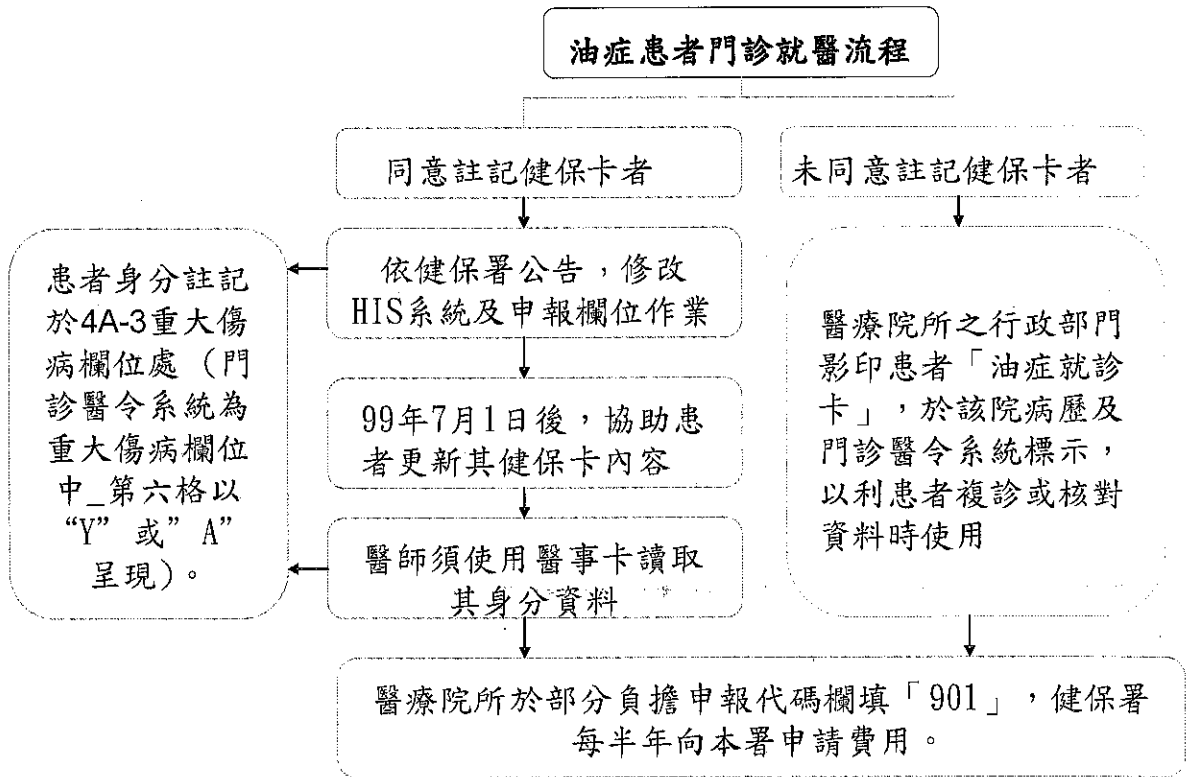 油症患者門診就醫流程
同意註記健保卡者
未同意註記健保卡者
依健保署公告，修改
HIS系統及申報欄位作業
患者身分註記
於4A-3重大傷
病欄位處（門
診醫令系統為
重大傷病欄位
中_第六格以
“Y”或”A”
呈現)。
99年7月1日後，協助患
者更新其健保卡內容
醫師須使用醫事卡讀取
其身分資料
醫療院所之行政部門
影印患者「油症就診
卡」，於該院病歷及
門診醫令系統標示，
以利患者複診或核對
資料時使用
醫療院所於部分負擔申報代碼欄填「901」，健保署
每半年向本署申請費用。